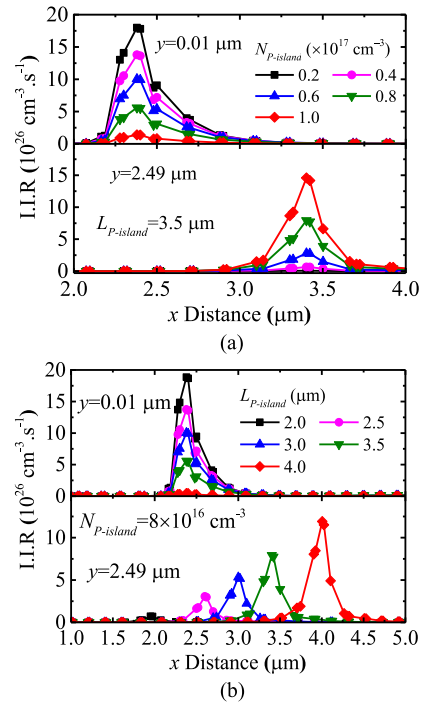 (a)
20
15
10
5
0
y=0.01 μm
N_P-island (×10^17 cm^-3)
0.2 0.4
0.6 0.8
1.0
I.I.R (10^26 cm^-3 .s^-1)
15
10
5
0
y=2.49 μm
L_P-island=3.5 μm
2.0 2.5 3.0 3.5 4.0
x Distance (μm)
(a)
20
15
10
5
0
y=0.01 μm
L_P-island (μm)
2.0 2.5
3.0 3.5
4.0
I.I.R (10^26 cm^-3 .s^-1)
10
5
0
N_P-island=8×10^16 cm^-3
y=2.49 μm
1.0 1.5 2.0 2.5 3.0 3.5 4.0 4.5 5.0
x Distance (μm)
(b)